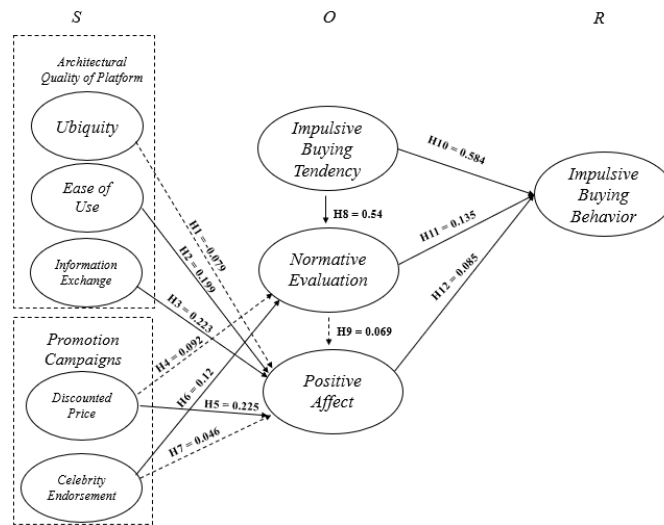 S
O
R
Architectural
Quality of Platform
Ubiquity
Ease of
Use
Information
Exchange
Promotion
Campaigns
Discounted
Price
Celebrity
Endorsement
H1 = 0.079
H2 = 0.199
H3 = 0.223
H4 = 0.092
H6 = 0.12
H5 = 0.225
H7 = 0.046
Impulsive
Buying
Tendency
H8 = 0.54
Normative
Evaluation
H9 = 0.069
Positive
Affect
H10 = 0.584
H11 = 0.135
H12 = 0.085
Impulsive
Buying
Behavior